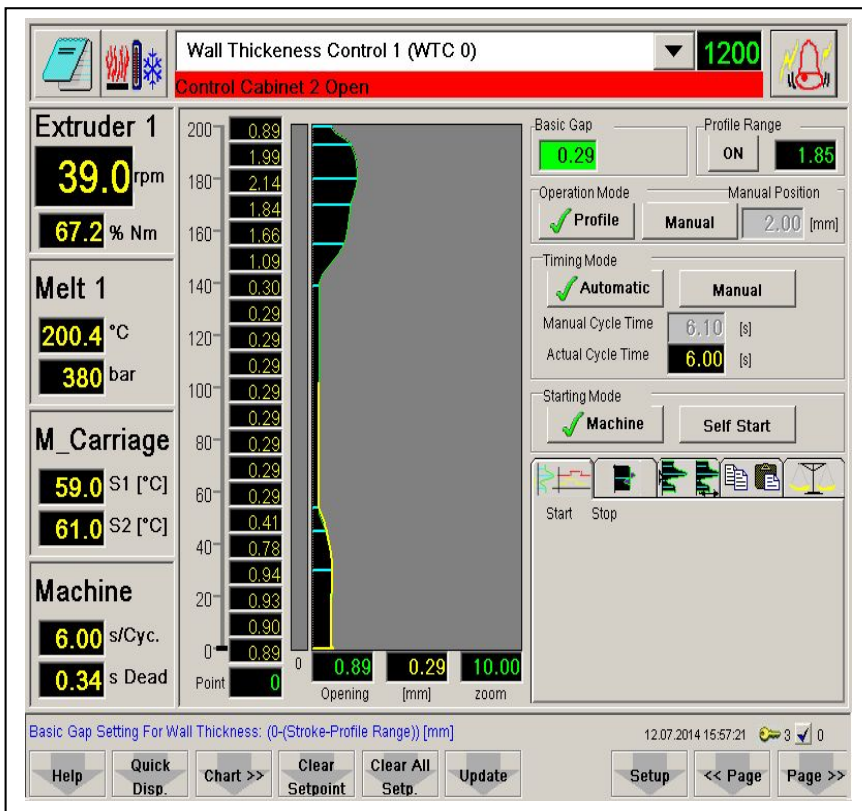 Wall Thickeness Control 1 (WTC 0)
1200
Control Cabinet 2 Open
Extruder 1
39.0 rpm
67.2 % Nm
Melt 1
200.4 °C
380 bar
M_Carriage
59.0 S1 [°C]
61.0 S2 [°C]
Machine
6.00 s/Cyc.
0.34 s Dead
200 0.89
1.99
180 2.14
1.84
160 1.66
1.09
140 0.30
0.29
120 0.29
0.29
100 0.29
0.29
80 0.29
0.29
60 0.29
0.41
40 0.78
0.94
20 0.93
0.90
0 0.89
Point 0
0 0.89 0.29 10.00
Opening [mm] zoom
Basic Gap
0.29
Profile Range
ON 1.85
Operation Mode Manual Position
Profile Manual 2.00 [mm]
Timing Mode
Automatic Manual
Manual Cycle Time 6.10 [s]
Actual Cycle Time 6.00 [s]
Starting Mode
Machine Self Start
Start Stop
Basic Gap Setting For Wall Thickness: (0-(Stroke-Profile Range)) [mm]
12.07.2014 15:57:21 3 0
Help
Quick Disp.
Chart >>
Clear Setpoint
Clear All Setp.
Update
Setup
<< Page
Page >>